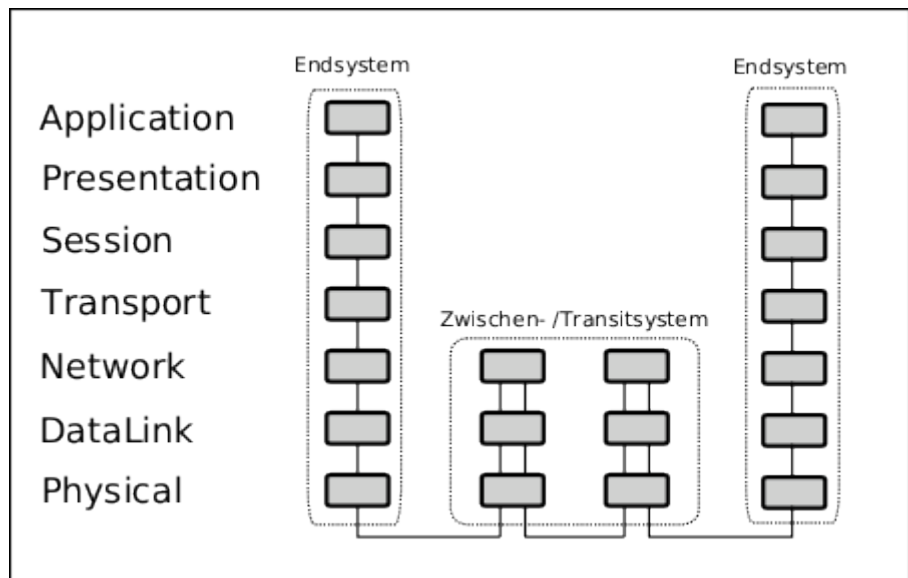 Endsystem
Endsystem
Application
Presentation
Session
Transport
Zwischen- /Transitsystem
Network
DataLink
Physical